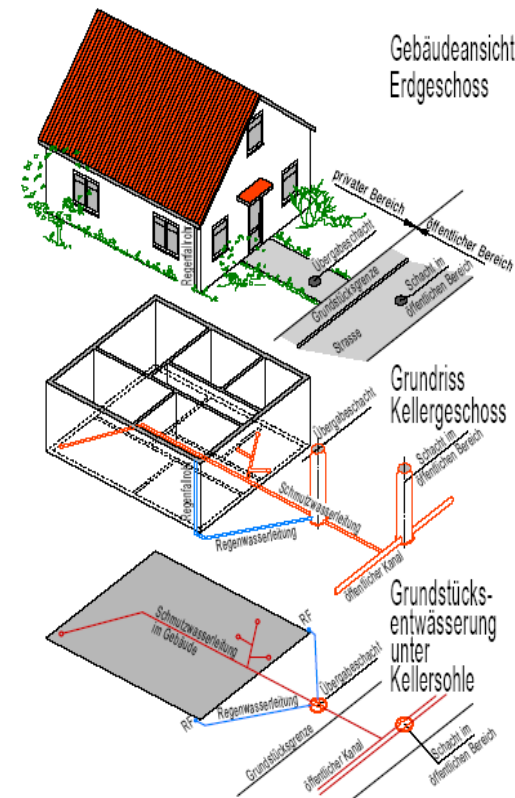 Gebäudeansicht
Erdgeschoss
privater Bereich
öffentlicher Bereich
Regenfallrohr
Übergabeschacht
Grundstücksgrenze
Schacht im
öffentlichen Bereich
Strasse
Grundriss
Kellergeschoss
Übergabeschacht
Schacht im
öffentlichen Bereich
Regenfallrohr
Schmutzwasserleitung
Regenwasserleitung
öffentlicher Kanal
Grundstücks-
entwässerung
unter
Kellersohle
RF
Schmutzwasserleitung
im Gebäude
Übergabeschacht
Regenwasserleitung
RF
Grundstücksgrenze
öffentlicher Kanal
Schacht im
öffentlichen Bereich